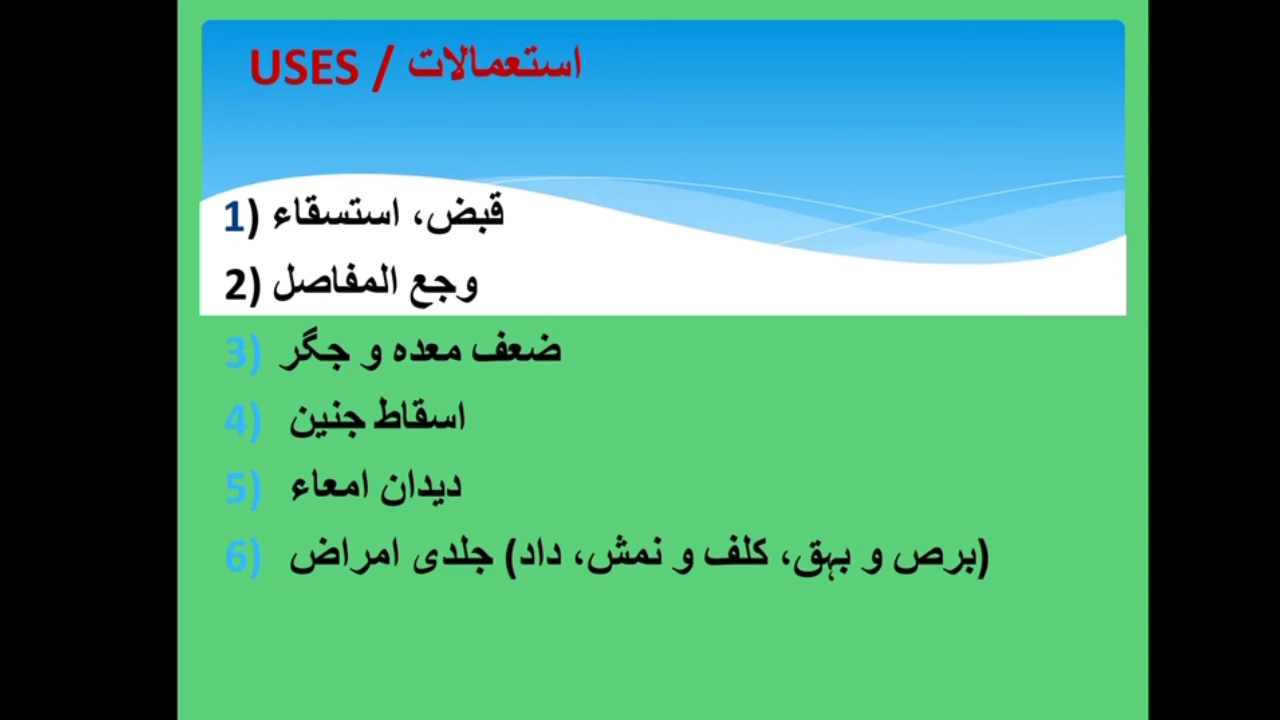 USES / استعمالات
1) قبض، استسقاء
2) وجع المفاصل
3) ضعف معدہ و جگر
4) اسقاط جنین
5) دیدان امعاء
6) جلدی امراض (برص و بہق، کلف و نمش، داد)